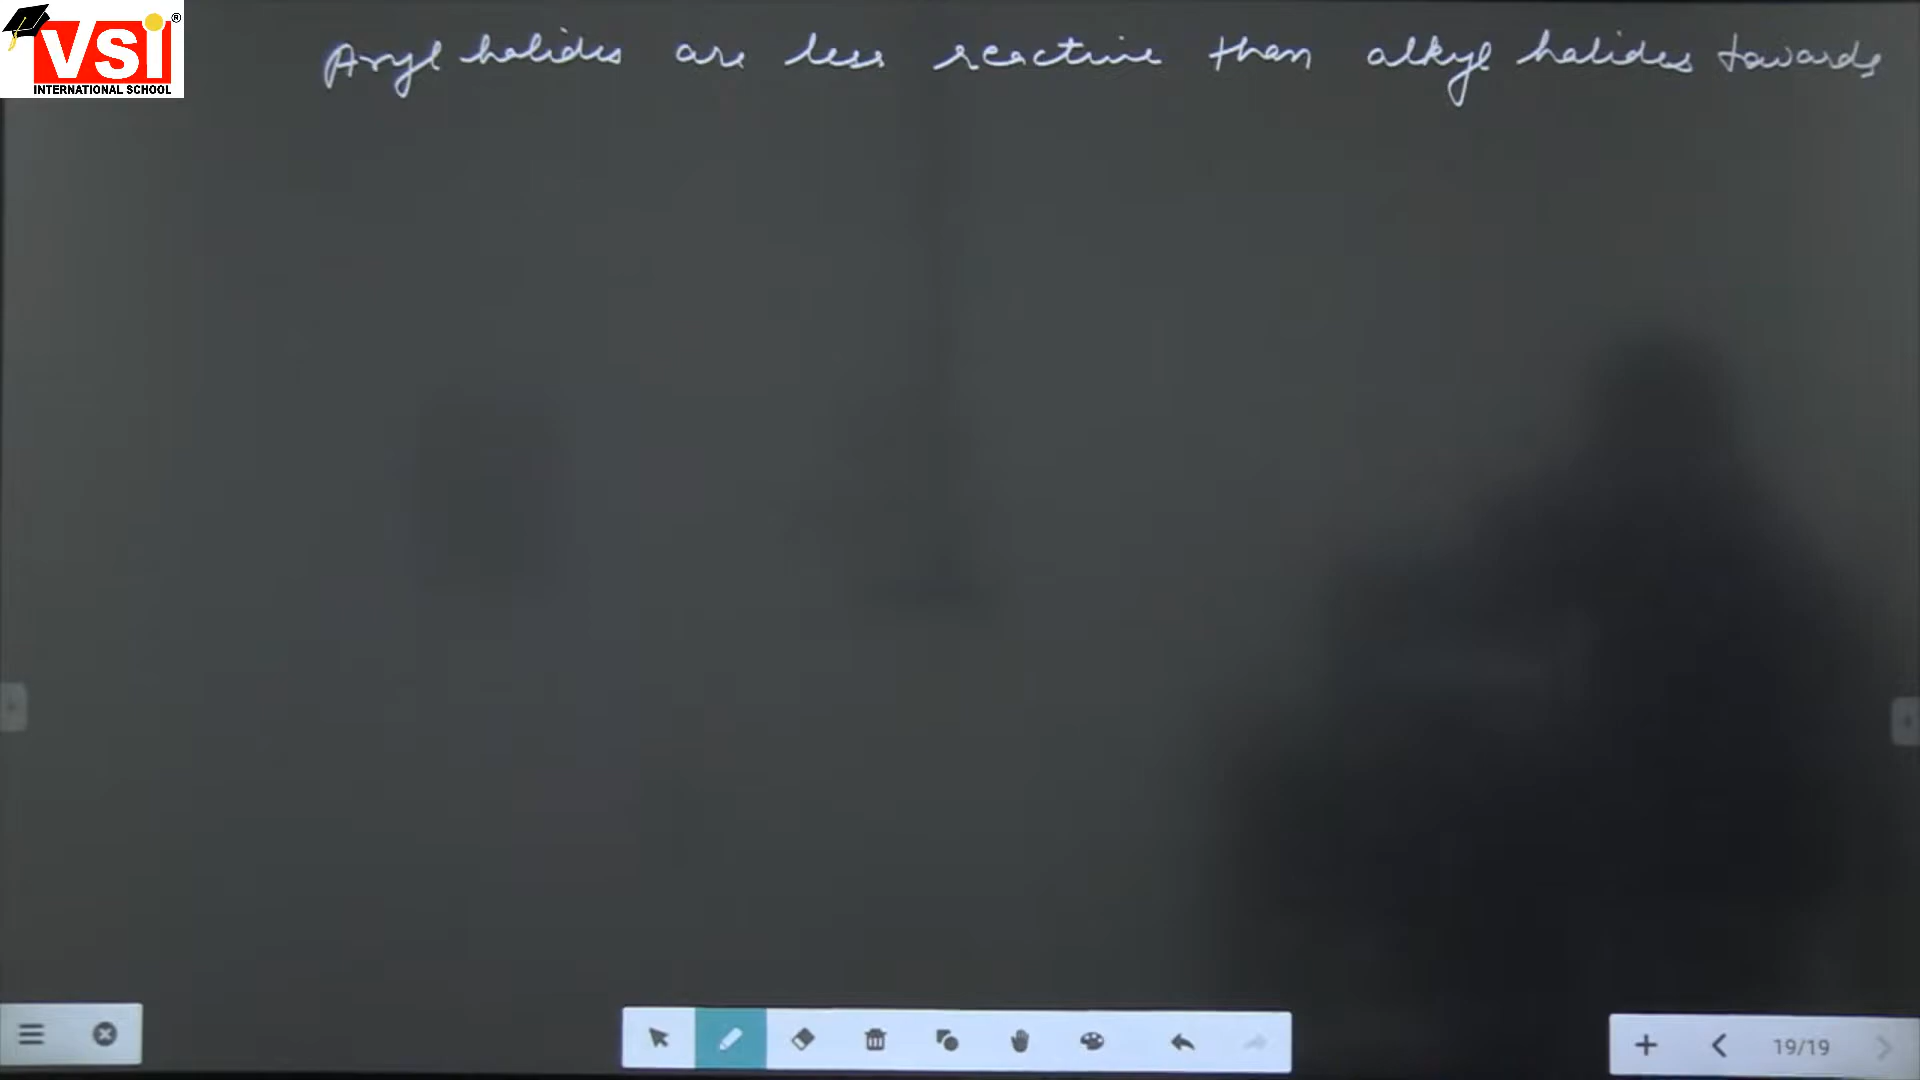 VSI®
INTERNATIONAL SCHOOL
Aryl halides are less reactive than alkyl halides towards
19/19